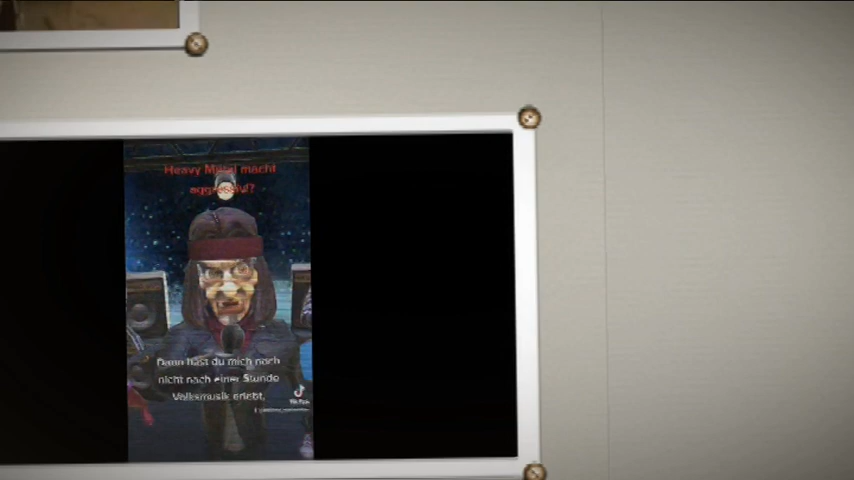 Heavy Metal macht
aggressiv?
Dann hast du mich noch
nicht nach einer Stunde
Volksmusik erlebt.
TikTok